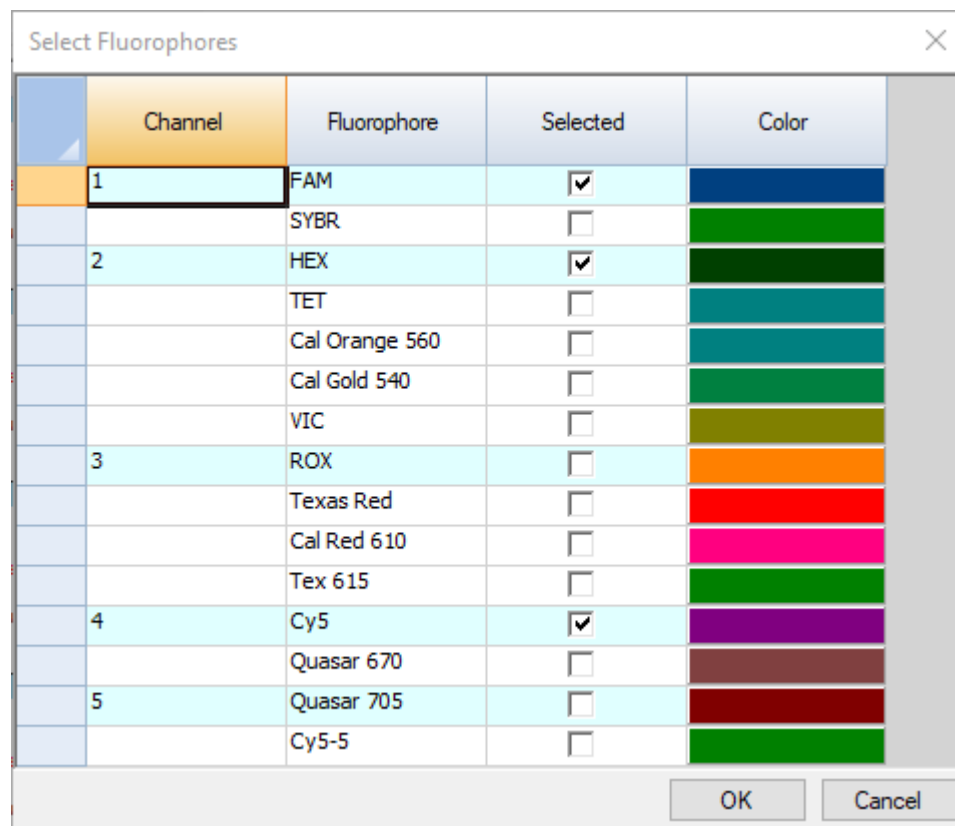 Select Fluorophores
Channel Fluorophore Selected Color
1 FAM
SYBR
2 HEX
TET
Cal Orange 560
Cal Gold 540
VIC
3 ROX
Texas Red
Cal Red 610
Tex 615
4 Cy5
Quasar 670
5 Quasar 705
Cy5-5
OK Cancel